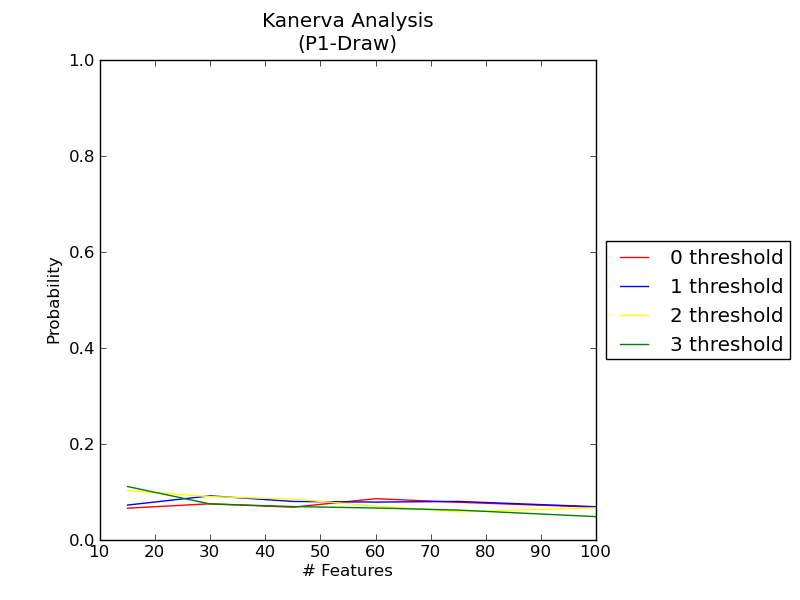 Kanerva Analysis
(P1-Draw)
1.0
0.8
0.6
0.4
0.2
0.0
Probability
10 20 30 40 50 60 70 80 90 100
# Features
0 threshold
1 threshold
2 threshold
3 threshold